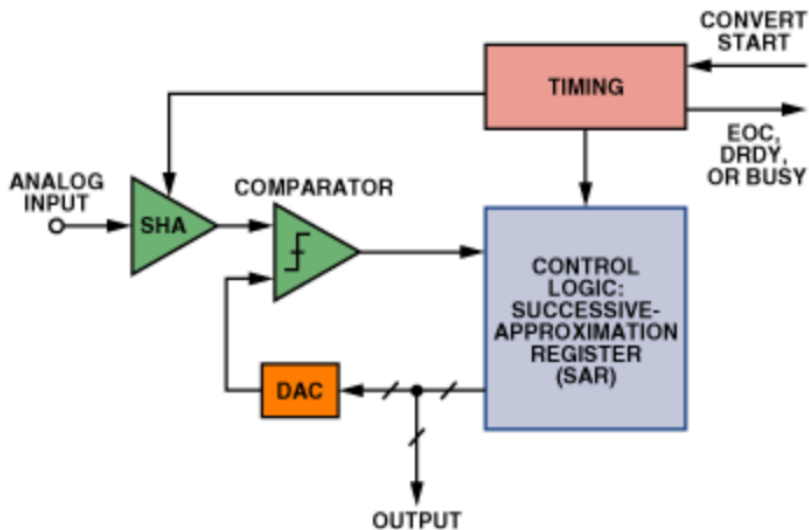 CONVERT
START
TIMING
EOC,
DRDY,
OR BUSY
ANALOG
INPUT
COMPARATOR
SHA
CONTROL
LOGIC:
SUCCESSIVE-
APPROXIMATION
REGISTER
(SAR)
DAC
OUTPUT